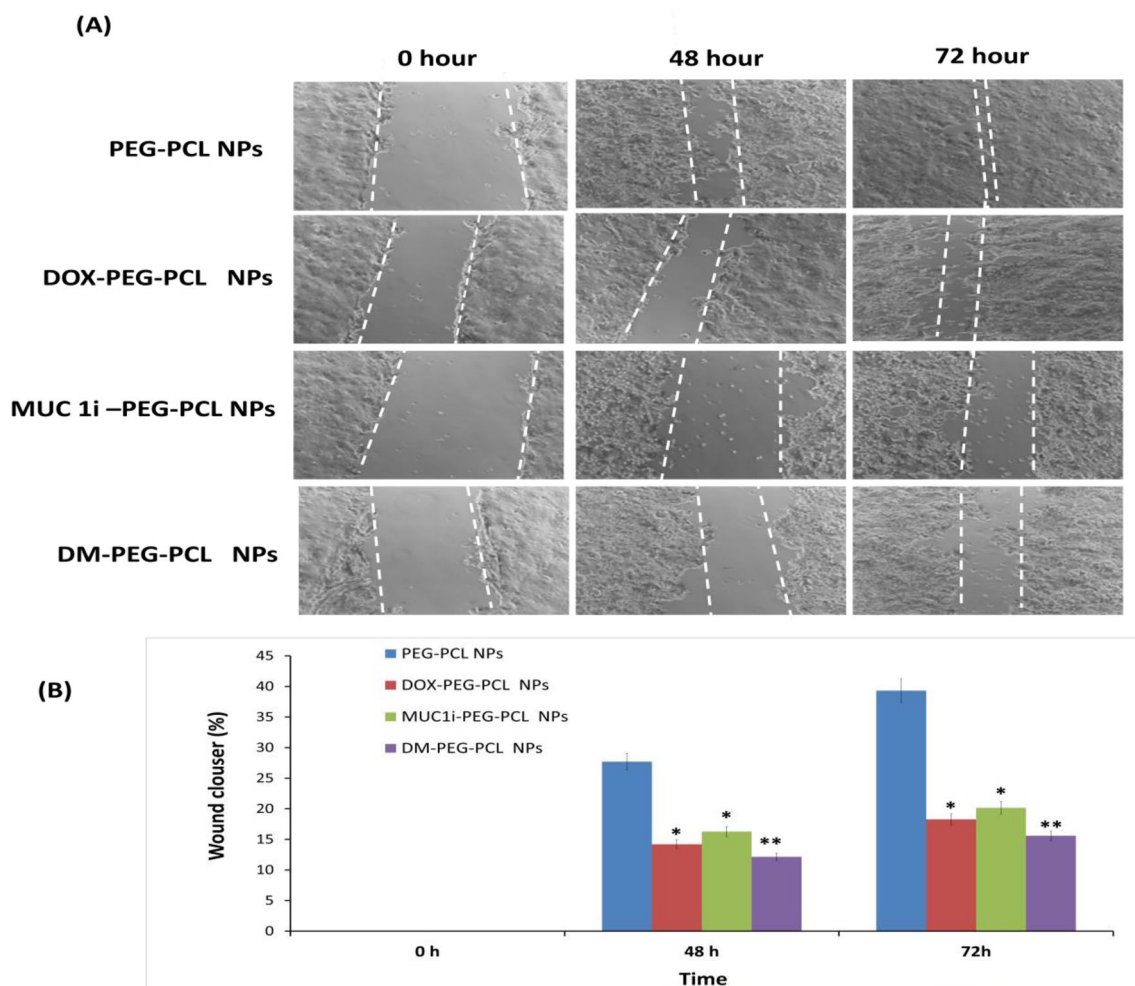 (A)
0 hour
48 hour
72 hour
PEG-PCL NPs
DOX-PEG-PCL NPs
MUC 1i –PEG-PCL NPs
DM-PEG-PCL NPs
(B)
Wound clouser (%)
45
40
35
30
25
20
15
10
5
0
PEG-PCL NPs
DOX-PEG-PCL NPs
MUC1i-PEG-PCL NPs
DM-PEG-PCL NPs
*
*
**
*
*
**
0 h
48 h
72h
Time